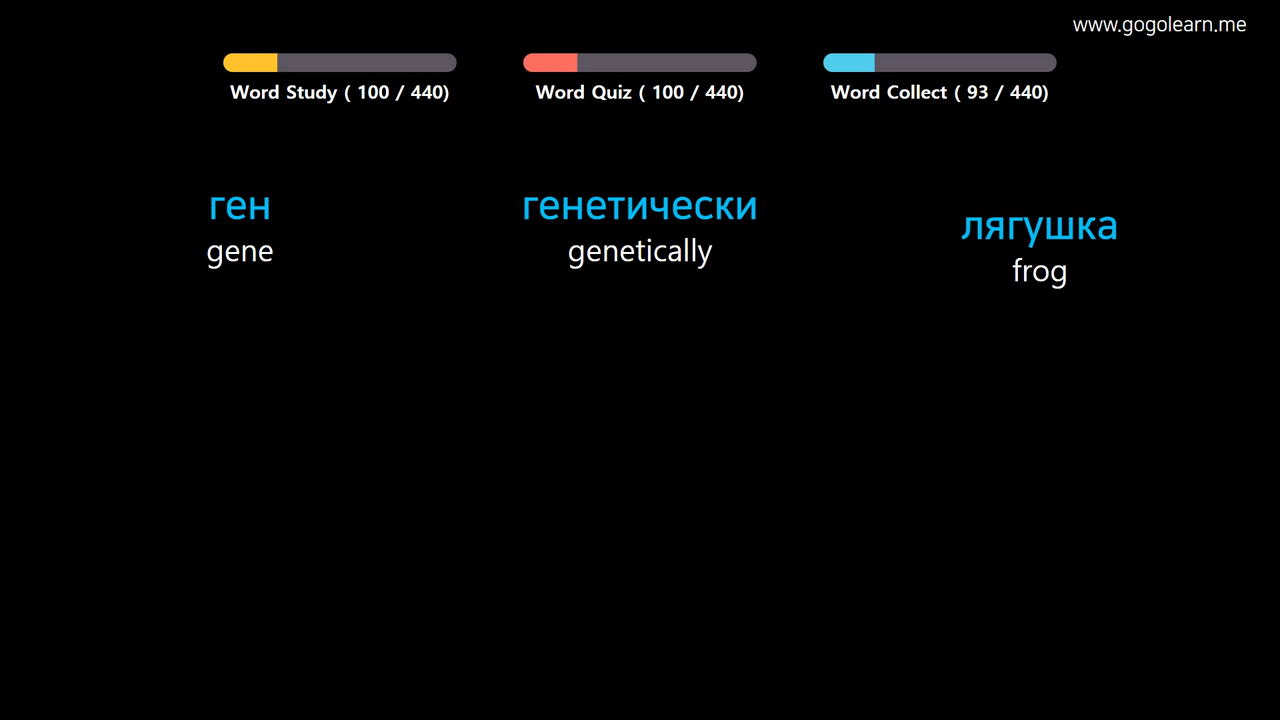 www.gogolearn.me
Word Study ( 100 / 440)
Word Quiz ( 100 / 440)
Word Collect ( 93 / 440)
ген
gene
генетически
genetically
лягушка
frog